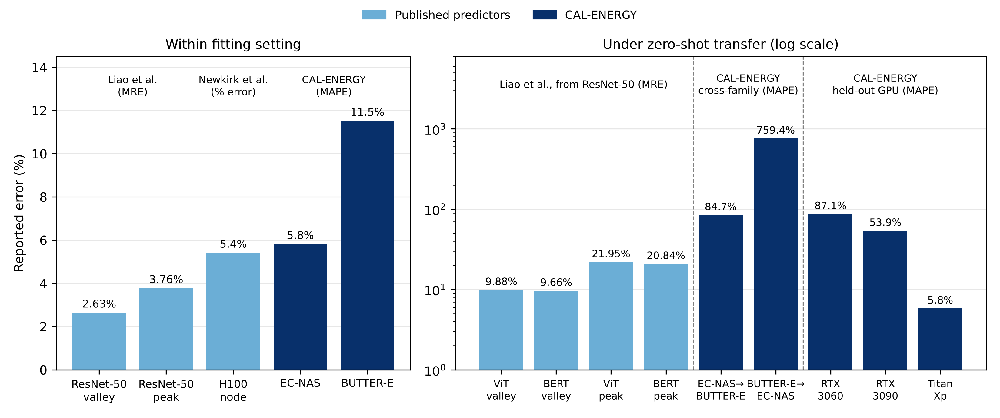 Published predictors
CAL-ENERGY
Within fitting setting
Reported error (%)
14
12
10
8
6
4
2
0
Liao et al.
(MRE)
Newkirk et al.
(% error)
CAL-ENERGY
(MAPE)
2.63%
3.76%
5.4%
5.8%
11.5%
ResNet-50
valley
ResNet-50
peak
H100
node
EC-NAS
BUTTER-E
Under zero-shot transfer (log scale)
10³
10²
10¹
10⁰
Liao et al., from ResNet-50 (MRE)
CAL-ENERGY
cross-family (MAPE)
CAL-ENERGY
held-out GPU (MAPE)
9.88%
9.66%
21.95%
20.84%
84.7%
759.4%
87.1%
53.9%
5.8%
ViT
valley
BERT
valley
ViT
peak
BERT
peak
EC-NAS→
BUTTER-E
BUTTER-E→
EC-NAS
RTX
3060
RTX
3090
Titan
Xp